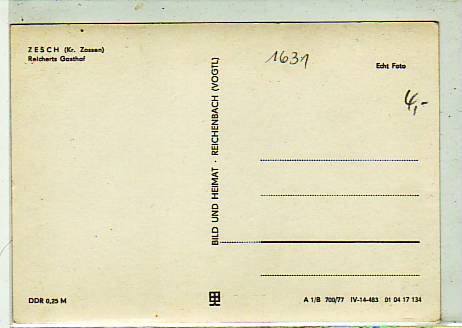 ZESCH (Kr. Zossen)
Reicherts Gasthof
1631
Echt Foto
4,-
BILD UND HEIMAT · REICHENBACH (VOGTL)
DDR 0,25 M
A 1/B 700/77 IV-14-483 01 04 17 134